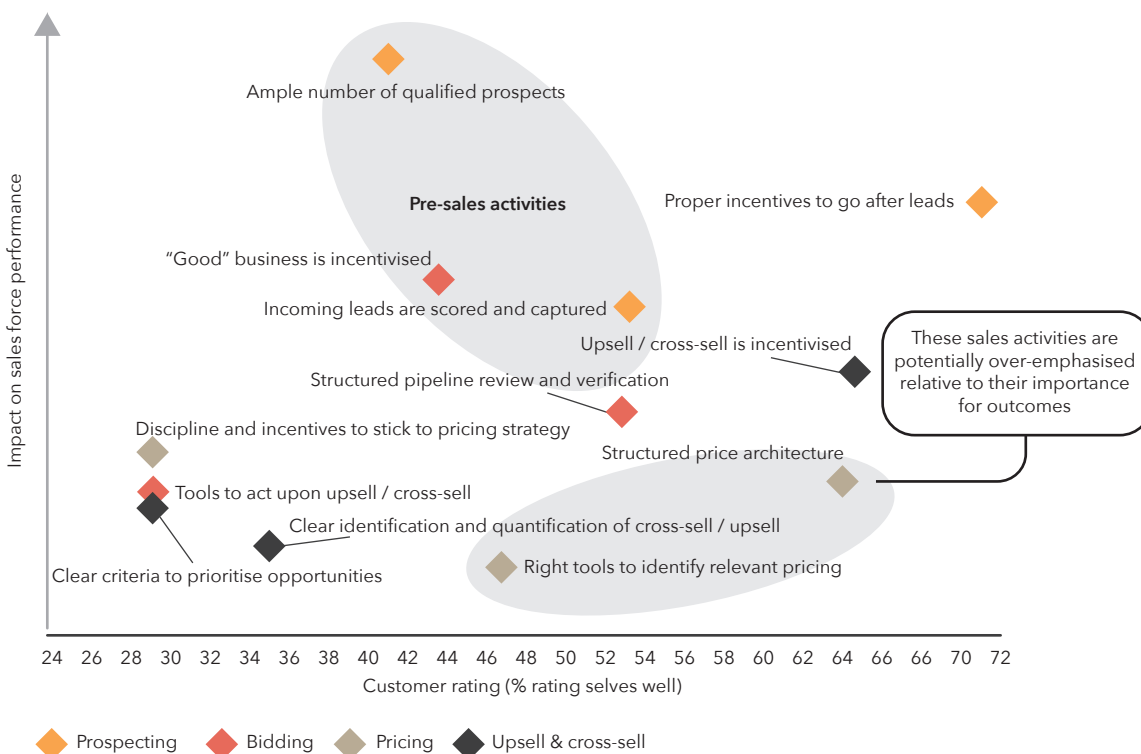 Ample number of qualified prospects
Pre-sales activities
Proper incentives to go after leads
“Good” business is incentivised
Incoming leads are scored and captured
Upsell / cross-sell is incentivised
These sales activities are
potentially over-emphasised
relative to their importance
for outcomes
Structured pipeline review and verification
Discipline and incentives to stick to pricing strategy
Structured price architecture
Tools to act upon upsell / cross-sell
Clear identification and quantification of cross-sell / upsell
Right tools to identify relevant pricing
Clear criteria to prioritise opportunities
Impact on sales force performance
24 26 28 30 32 34 36 38 40 42 44 46 48 50 52 54 56 58 60 62 64 66 66 70 72
Customer rating (% rating selves well)
Prospecting Bidding Pricing Upsell & cross-sell